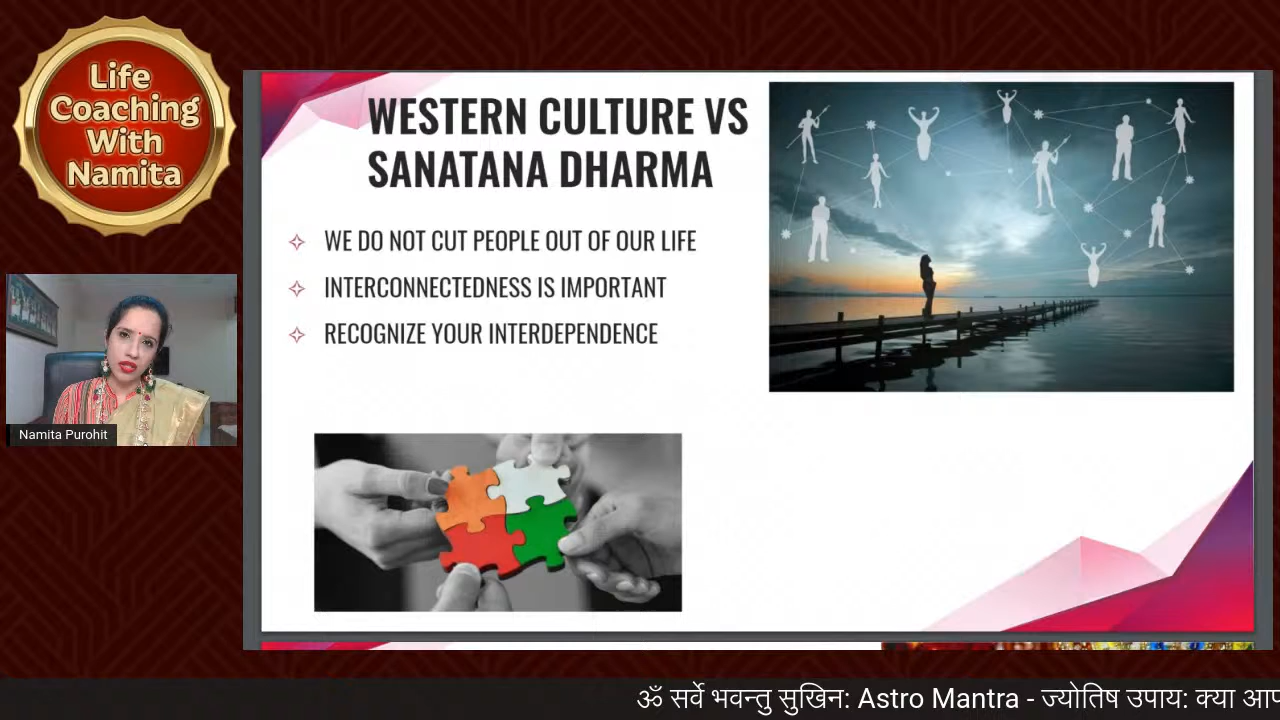 Life
Coaching
With
Namita
WESTERN CULTURE VS
SANATANA DHARMA
WE DO NOT CUT PEOPLE OUT OF OUR LIFE
INTERCONNECTEDNESS IS IMPORTANT
RECOGNIZE YOUR INTERDEPENDENCE
Namita Purohit
ॐ सर्वे भवन्तु सुखिन: Astro Mantra - ज्योतिष उपाय: क्या आप